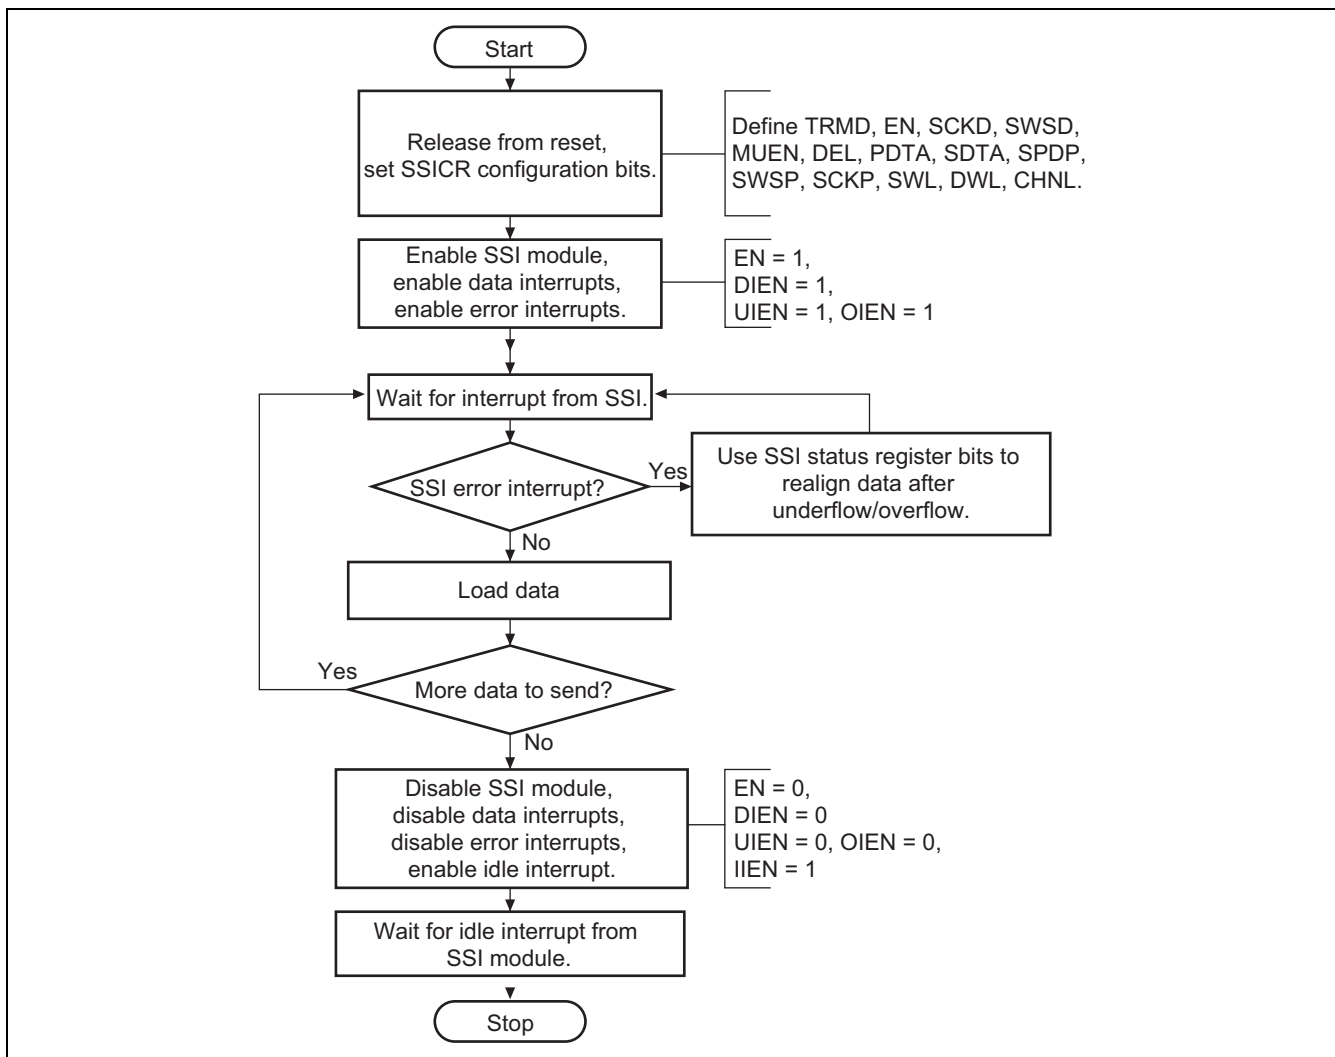 Start
Release from reset,
set SSICR configuration bits.
Define TRMD, EN, SCKD, SWSD,
MUEN, DEL, PDTA, SDTA, SPDP,
SWSP, SCKP, SWL, DWL, CHNL.
Enable SSI module,
enable data interrupts,
enable error interrupts.
EN = 1,
DIEN = 1,
UIEN = 1, OIEN = 1
Wait for interrupt from SSI.
SSI error interrupt?
Yes
Use SSI status register bits to
realign data after
underflow/overflow.
No
Load data
More data to send?
Yes
No
Disable SSI module,
disable data interrupts,
disable error interrupts,
enable idle interrupt.
EN = 0,
DIEN = 0
UIEN = 0, OIEN = 0,
IIEN = 1
Wait for idle interrupt from
SSI module.
Stop